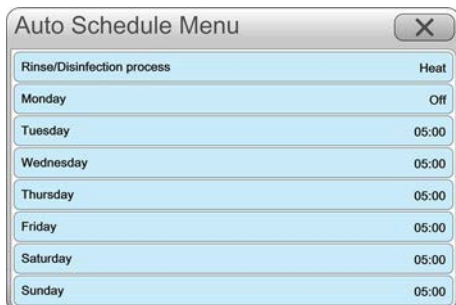 Auto Schedule Menu
Rinse/Disinfection process Heat
Monday Off
Tuesday 05:00
Wednesday 05:00
Thursday 05:00
Friday 05:00
Saturday 05:00
Sunday 05:00